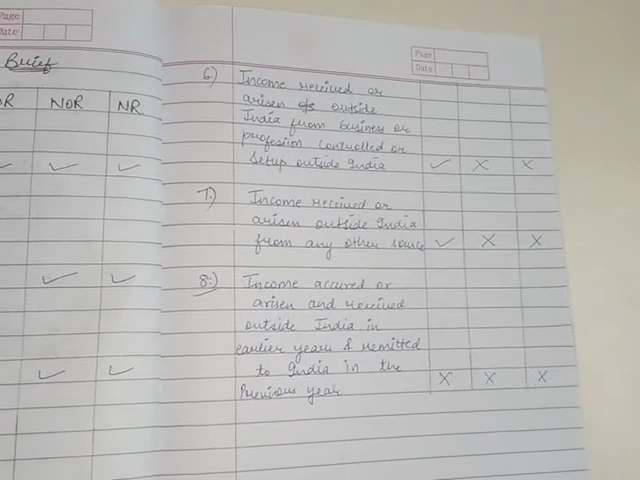 Page
Date
Brief
OR NOR NR
✓ ✓ ✓
✓ ✓
✓ ✓
Page
Date
6) Income received or
arisen o/s outside
India from business or
profession controlled or
setup outside India ✓ × ×
7.) Income received or
arisen outside India
from any other source ✓ × ×
8:) Income accured or
arisen and received
outside India in
earlier years & remitted
to India in the
Previous year × × ×